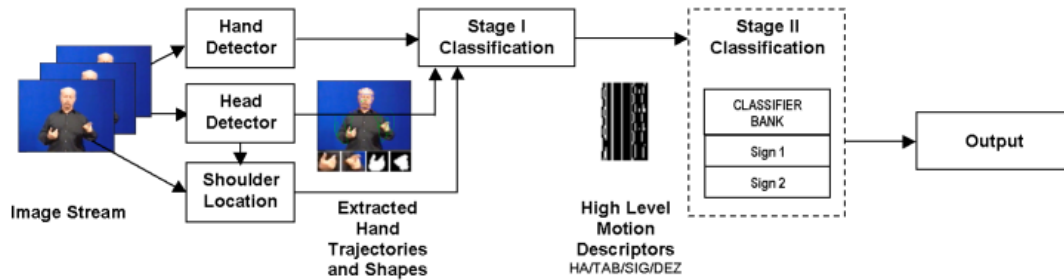 Hand
Detector
Head
Detector
Shoulder
Location
Image Stream
Extracted
Hand
Trajectories
and Shapes
Stage I
Classification
High Level
Motion
Descriptors
HA/TAB/SIG/DEZ
Stage II
Classification
CLASSIFIER
BANK
Sign 1
Sign 2
Output